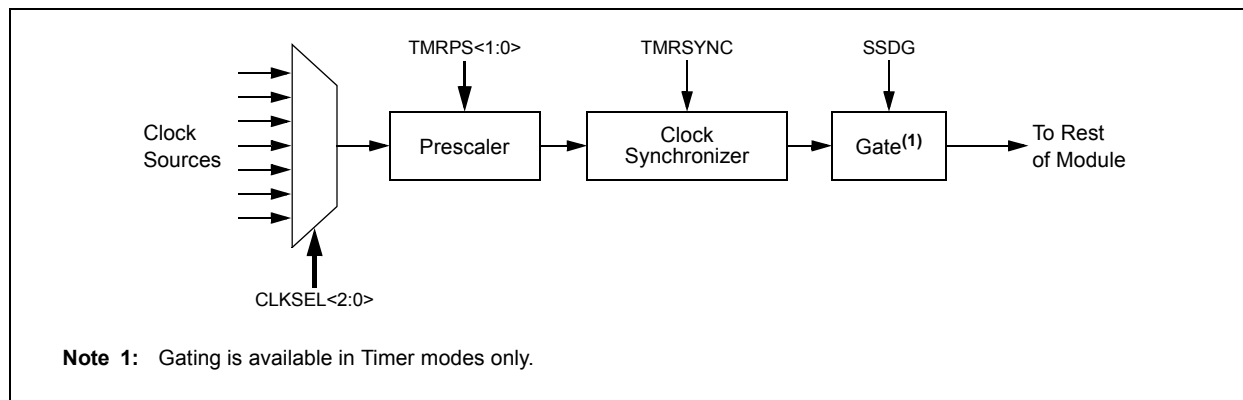 TMRPS<1:0>
TMRSYNC
SSDG
Clock
Sources
Prescaler
Clock
Synchronizer
Gate(1)
To Rest
of Module
CLKSEL<2:0>
Note 1: Gating is available in Timer modes only.